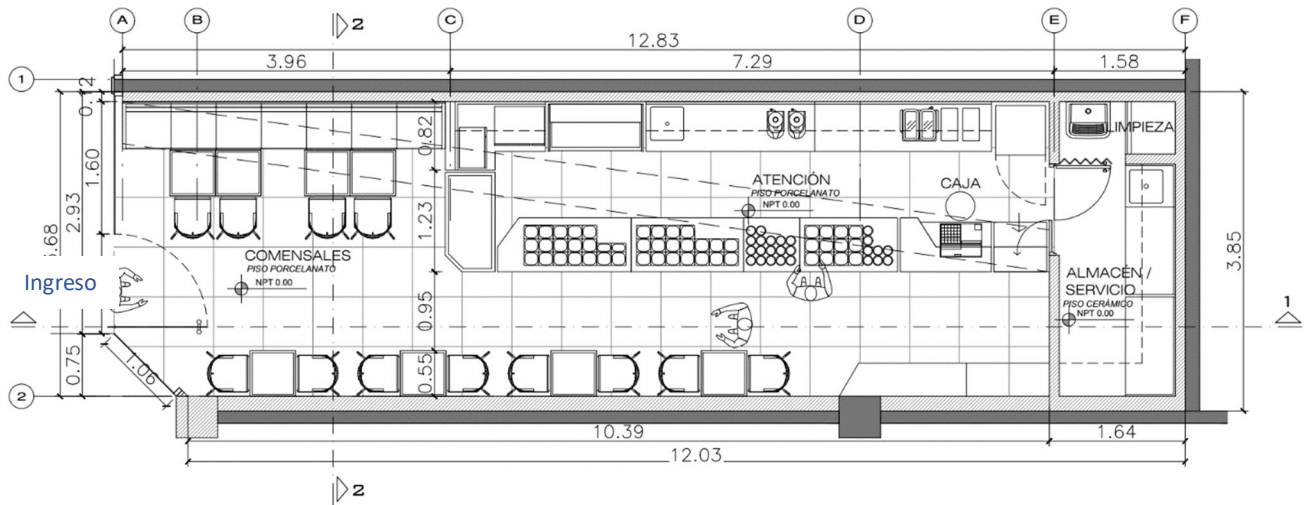 A B C D E F
2
12.83
3.96 7.29 1.58
1
0.12
0.82
LIMPIEZA
1.60
ATENCIÓN
PISO PORCELANATO
NPT 0.00
CAJA
2.93
1.23
COMENSALES
PISO PORCELANATO
NPT 0.00
Ingreso
3.85
ALMACÉN /
SERVICIO
PISO CERÁMICO
NPT 0.00
0.95
1
0.75
1.06
0.55
2
10.39 1.64
12.03
2